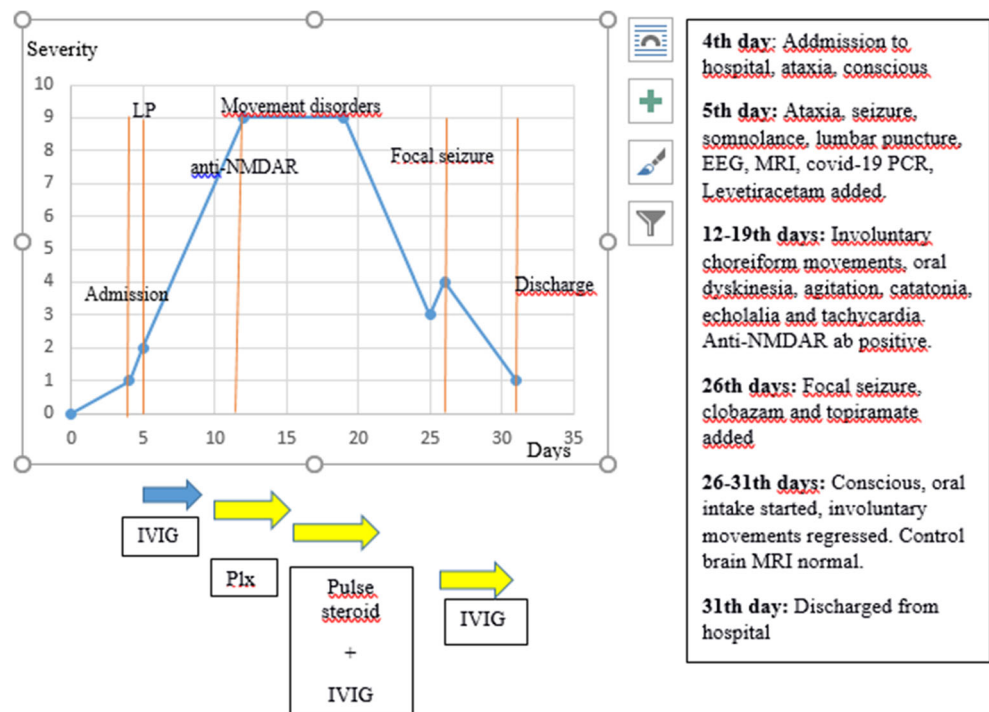 Severity
10
LP
Movement disorders
9
8
anti-NMDAR
Focal seizure
7
6
5
4
Admission
Discharge
3
2
1
0
0 5 10 15 20 25 30 35
Days
IVIG
Plx
Pulse
steroid
+
IVIG
IVIG
4th day: Addmission to
hospital, ataxia, conscious
5th day: Ataxia, seizure,
somnolance, lumbar puncture,
EEG, MRI, covid-19 PCR,
Levetiracetam added.
12-19th days: Involuntary
choreiform movements, oral
dyskinesia, agitation, catatonia,
echolalia and tachycardia.
Anti-NMDAR ab positive.
26th days: Focal seizure,
clobazam and topiramate
added
26-31th days: Conscious, oral
intake started, involuntary
movements regressed. Control
brain MRI normal.
31th day: Discharged from
hospital